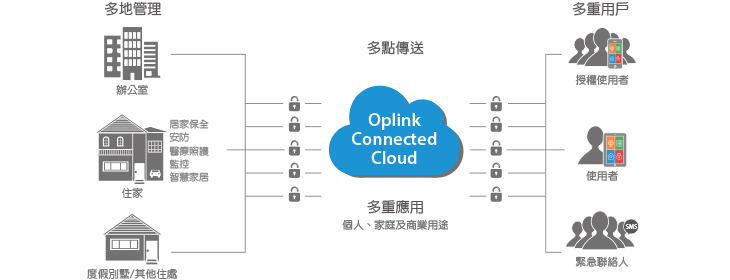 多地管理
辦公室
居家保全
安防
醫療照護
監控
智慧家居
住家
度假別墅/其他住處
多點傳送
Oplink
Connected
Cloud
多重應用
個人、家庭及商業用途
多重用戶
授權使用者
使用者
SMS
緊急聯絡人